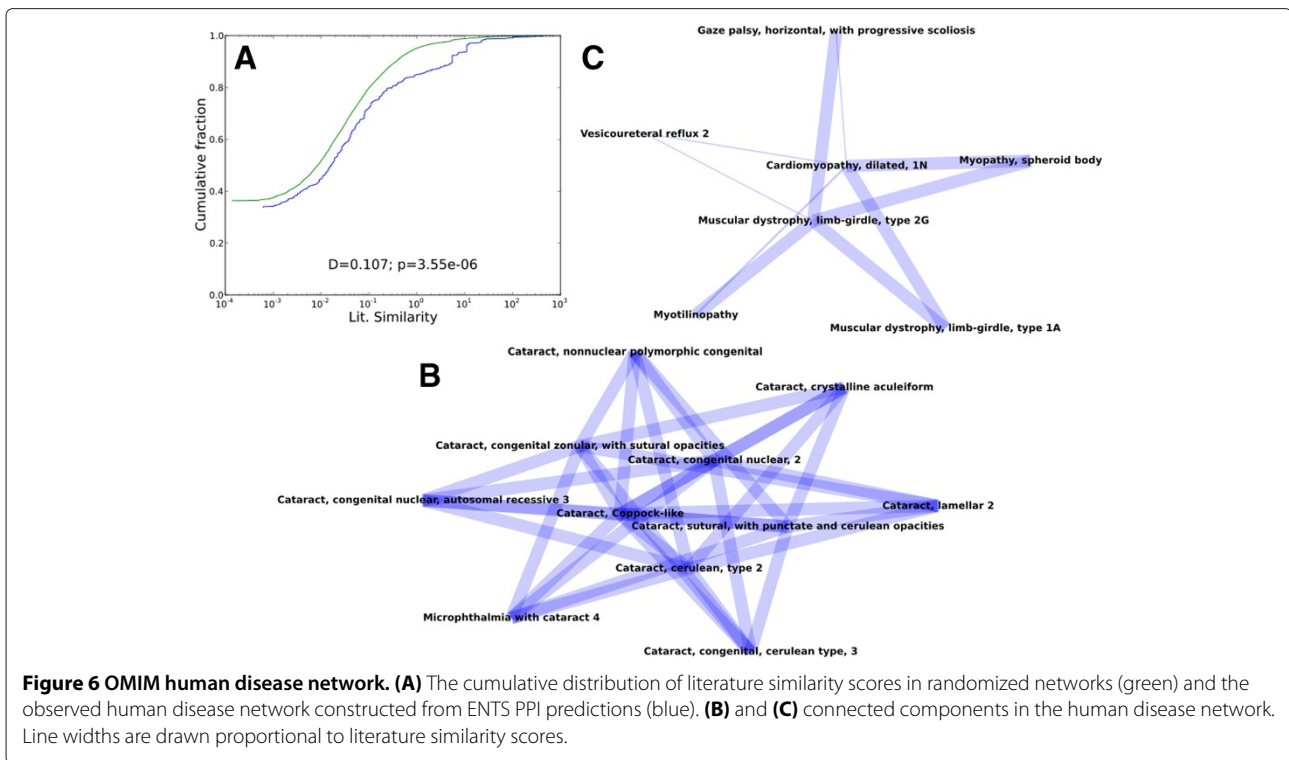 A
1.0
0.8
0.6
0.4
0.2
0.0
Cumulative fraction
D=0.107; p=3.55e-06
10^-4 10^-3 10^-2 10^-1 10^0 10^1 10^2 10^3
Lit. Similarity
C
Gaze palsy, horizontal, with progressive scoliosis
Vesicoureteral reflux 2
Cardiomyopathy, dilated, 1N
Myopathy, spheroid body
Muscular dystrophy, limb-girdle, type 2G
Myotilinopathy
Muscular dystrophy, limb-girdle, type 1A
B
Cataract, nonnuclear polymorphic congenital
Cataract, crystalline aculeiform
Cataract, congenital zonular, with sutural opacities
Cataract, congenital nuclear, 2
Cataract, congenital nuclear, autosomal recessive 3
Cataract, Coppock-like
Cataract, lamellar 2
Cataract, sutural, with punctate and cerulean opacities
Cataract, cerulean, type 2
Microphthalmia with cataract 4
Cataract, congenital, cerulean type, 3
Figure 6 OMIM human disease network. (A) The cumulative distribution of literature similarity scores in randomized networks (green) and the
observed human disease network constructed from ENTS PPI predictions (blue). (B) and (C) connected components in the human disease network.
Line widths are drawn proportional to literature similarity scores.